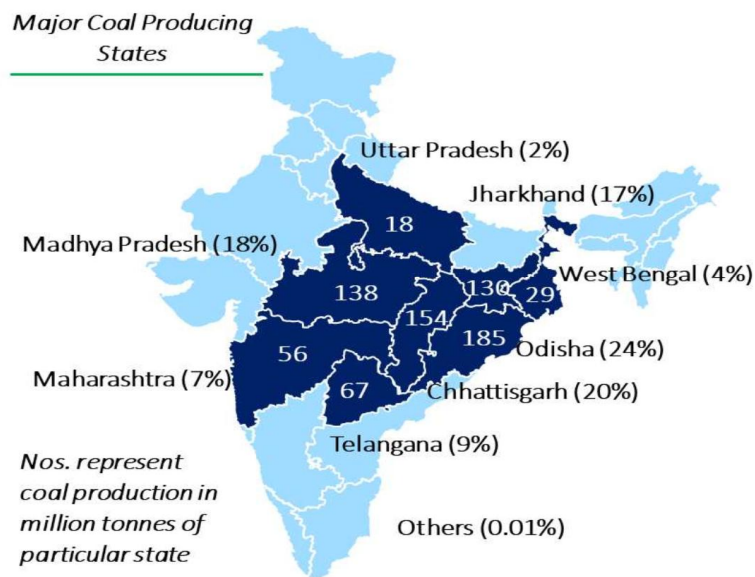 Major Coal Producing
States
Uttar Pradesh (2%)
Jharkhand (17%)
18
Madhya Pradesh (18%)
West Bengal (4%)
138
130
29
154
185
56
Odisha (24%)
Maharashtra (7%)
67
Chhattisgarh (20%)
Telangana (9%)
Nos. represent
coal production in
million tonnes of
particular state
Others (0.01%)